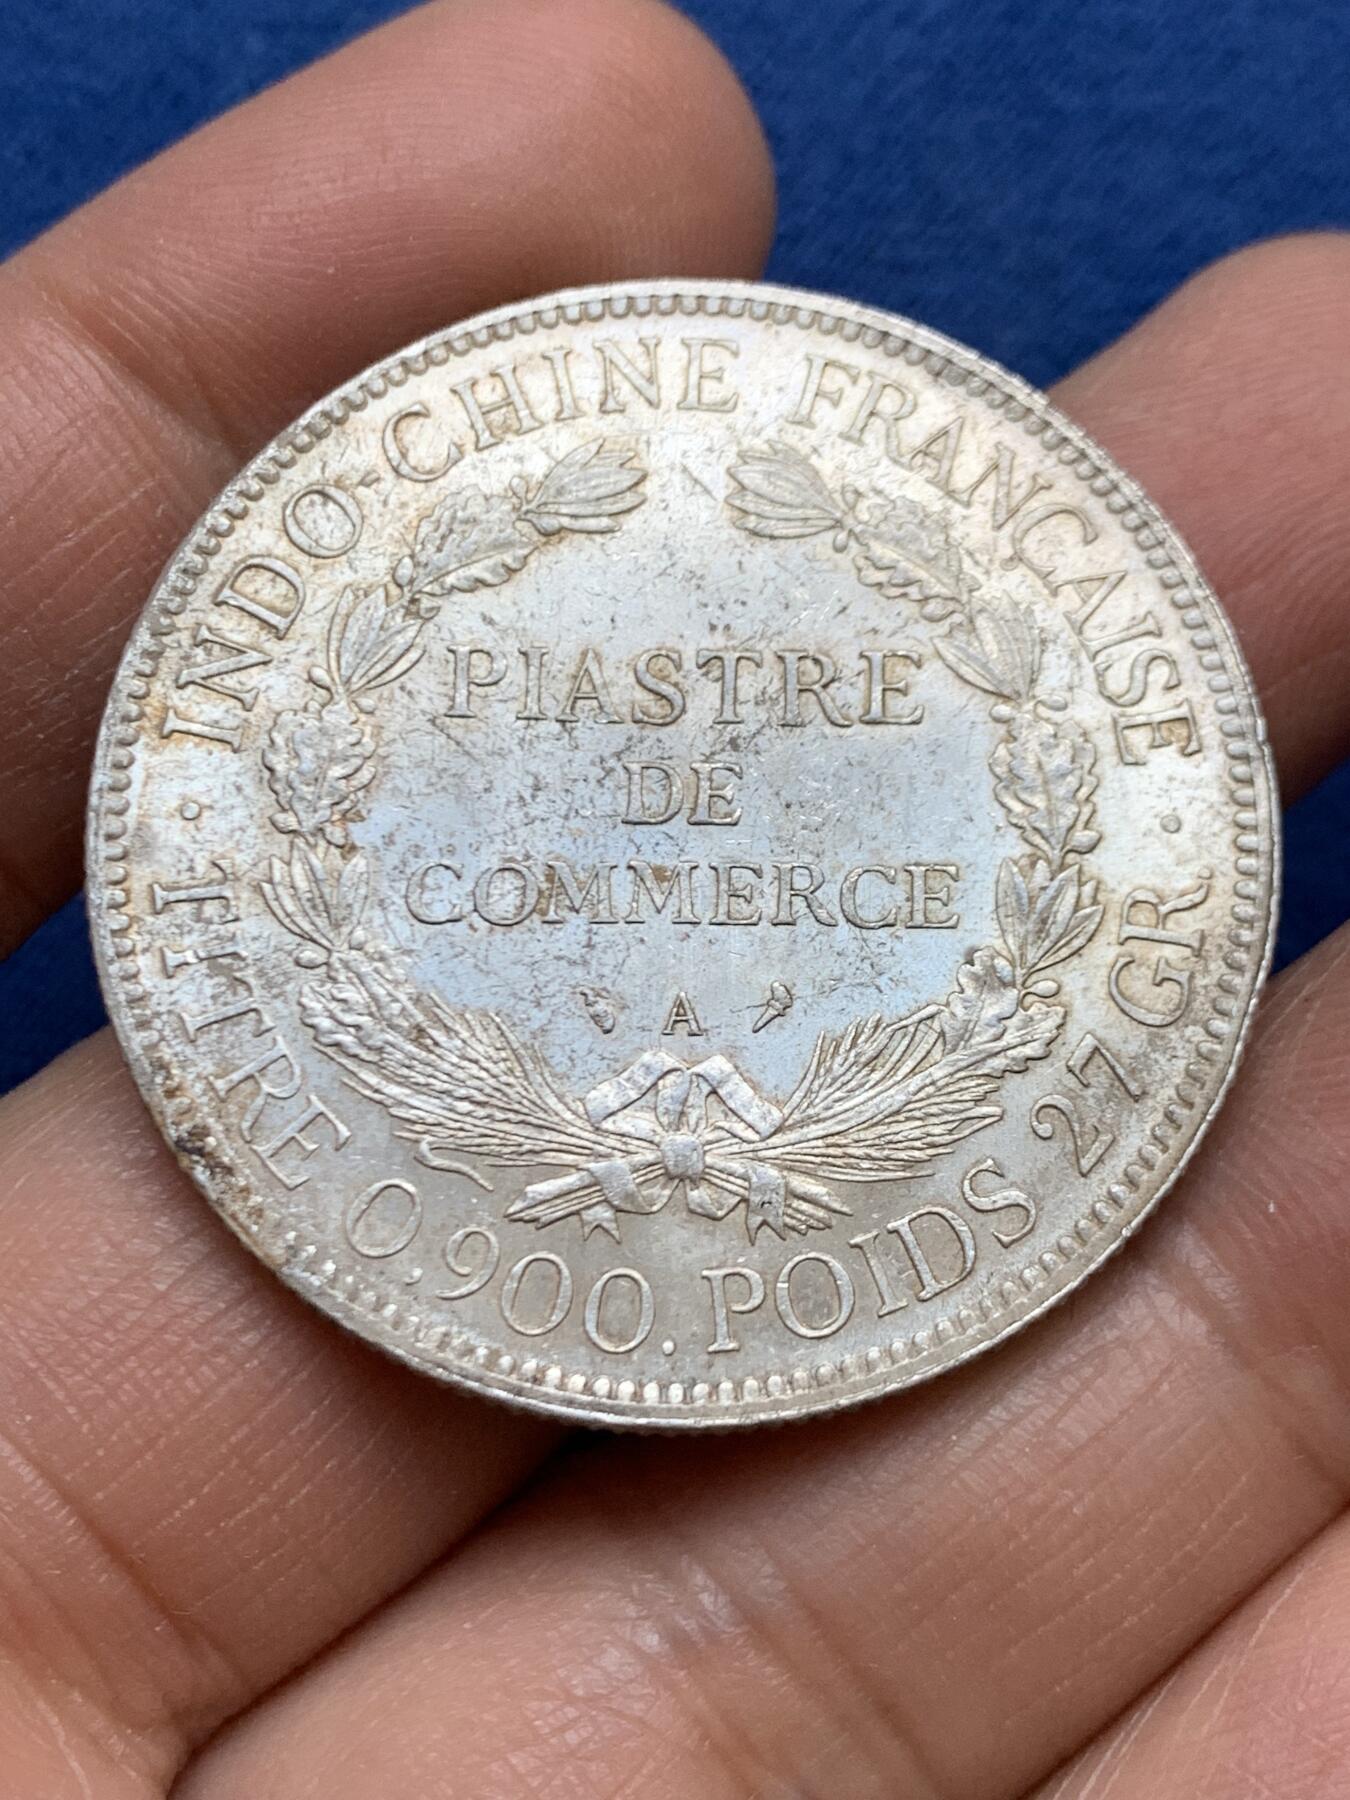 INDO-CHINE FRANÇAISE
PIASTRE
DE
COMMERCE
A
TITRE 0,900. POIDS 27 GR.